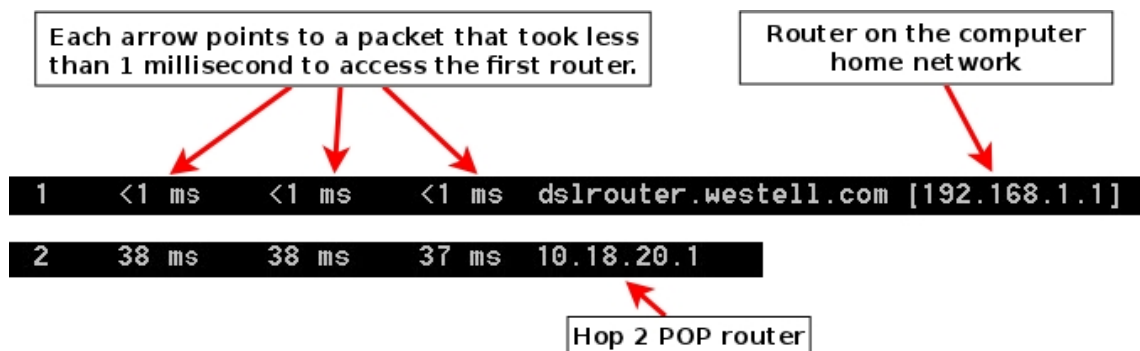 Each arrow points to a packet that took less
than 1 millisecond to access the first router.
Router on the computer
home network
1 <1 ms <1 ms <1 ms dslrouter.westell.com [192.168.1.1]
2 38 ms 38 ms 37 ms 10.18.20.1
Hop 2 POP router